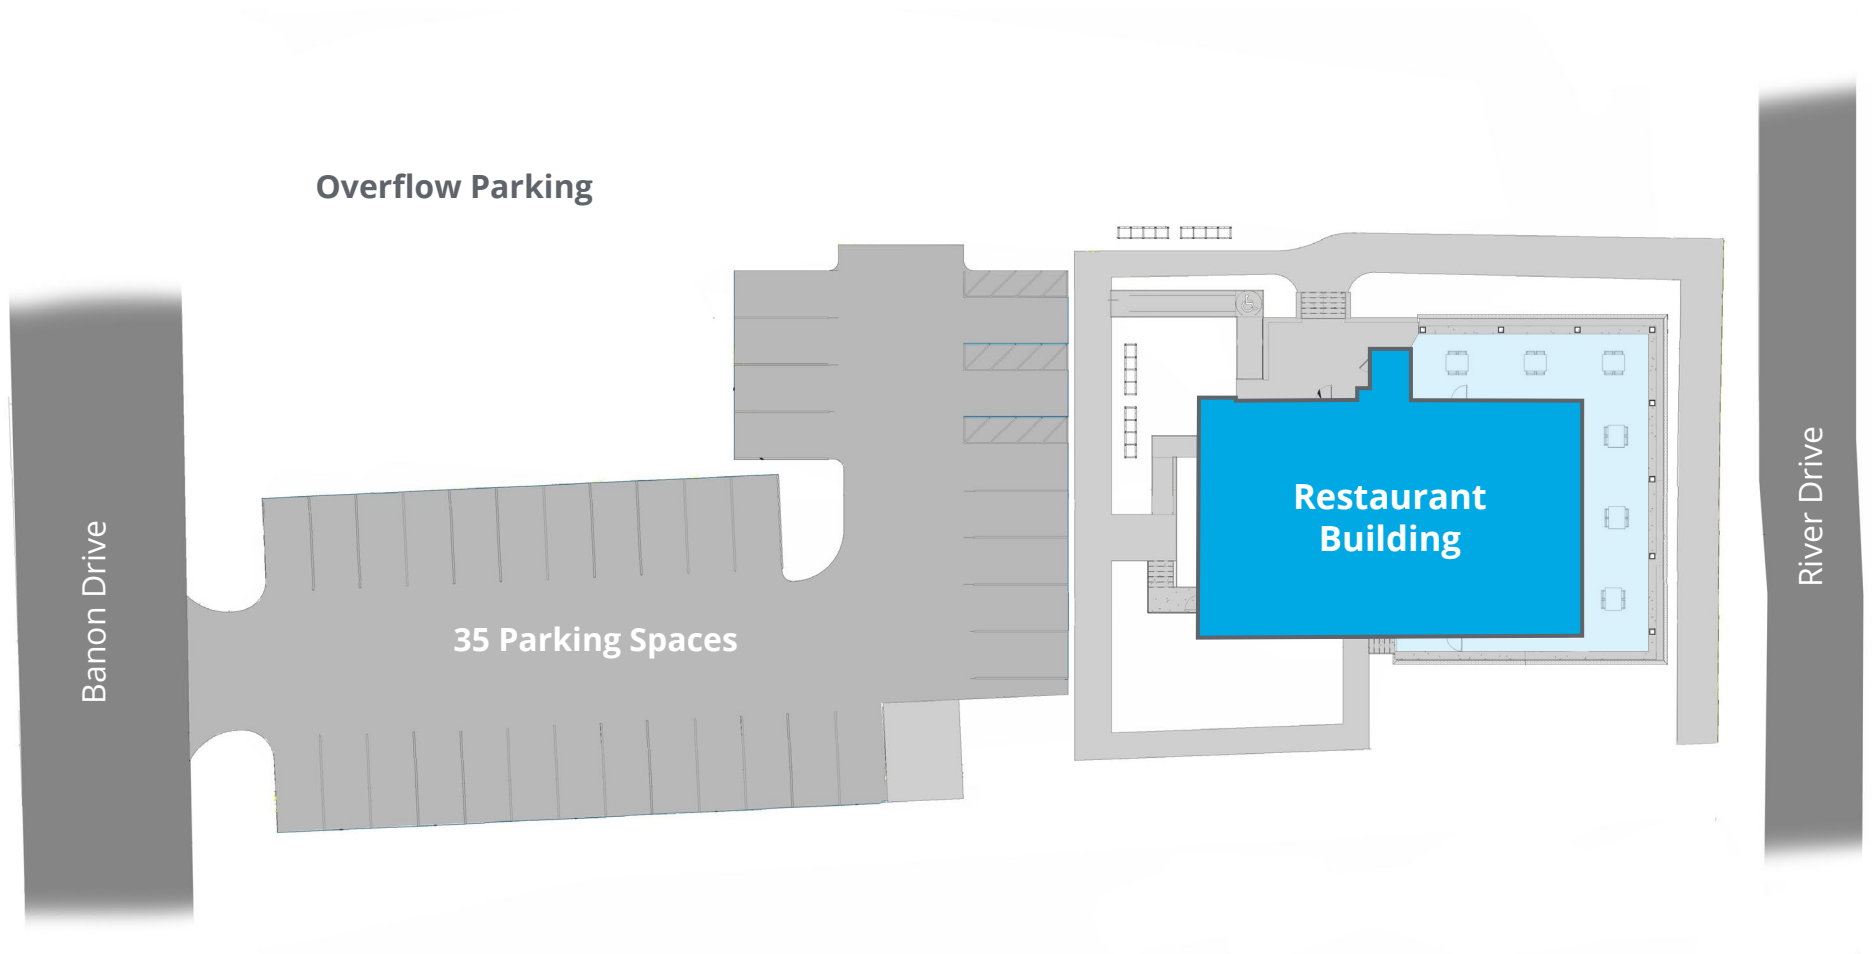 Overflow Parking
Banon Drive
35 Parking Spaces
Restaurant
Building
River Drive